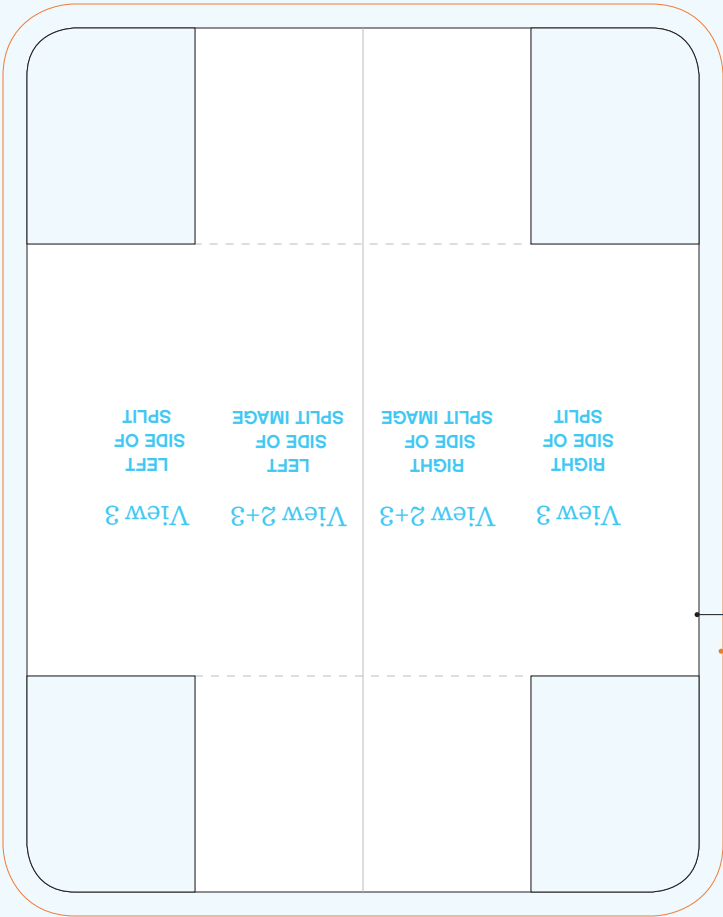 View 3
RIGHT
SIDE OF
SPLIT
View 2+3
RIGHT
SIDE OF
SPLIT IMAGE
View 2+3
LEFT
SIDE OF
SPLIT IMAGE
View 3
LEFT
SIDE OF
SPLIT